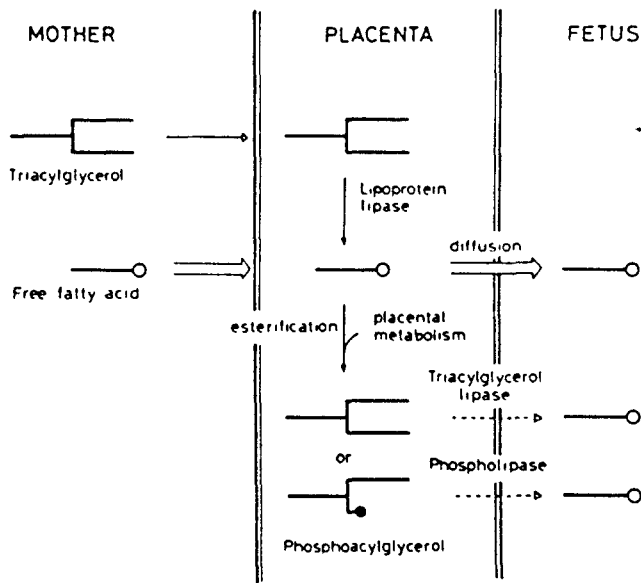 MOTHER PLACENTA FETUS
Triacylglycerol
Lipoprotein
lipase
diffusion
Free fatty acid
esterification
placental
metabolism
Triacylglycerol
lipase
or
Phospholipase
Phosphoacylglycerol